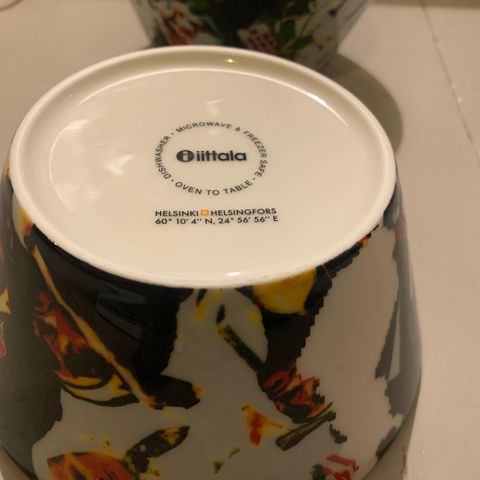 DISHWASHER · MICROWAVE & FREEZER SAFE · OVEN TO TABLE ·
iittala
HELSINKI HELSINGFORS
60° 10' 4" N, 24° 56' 56" E